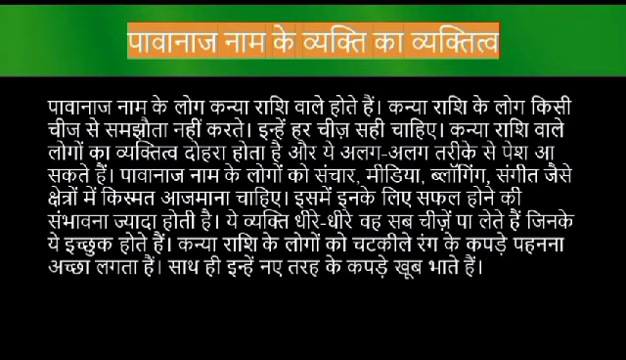 पावानाज नाम के व्यक्ति का व्यक्तित्व
पावानाज नाम के लोग कन्या राशि वाले होते हैं। कन्या राशि के लोग किसी
चीज से समझौता नहीं करते। इन्हें हर चीज़ सही चाहिए। कन्या राशि वाले
लोगों का व्यक्तित्व दोहरा होता है और ये अलग-अलग तरीके से पेश आ
सकते हैं। पावानाज नाम के लोगों को संचार, मीडिया, ब्लॉगिंग, संगीत जैसे
क्षेत्रों में किस्मत आजमाना चाहिए। इसमें इनके लिए सफल होने की
संभावना ज्यादा होती है। ये व्यक्ति धीरे-धीरे वह सब चीज़ें पा लेते हैं जिनके
ये इच्छुक होते हैं। कन्या राशि के लोगों को चटकीले रंग के कपड़े पहनना
अच्छा लगता हैं। साथ ही इन्हें नए तरह के कपड़े खूब भाते हैं।